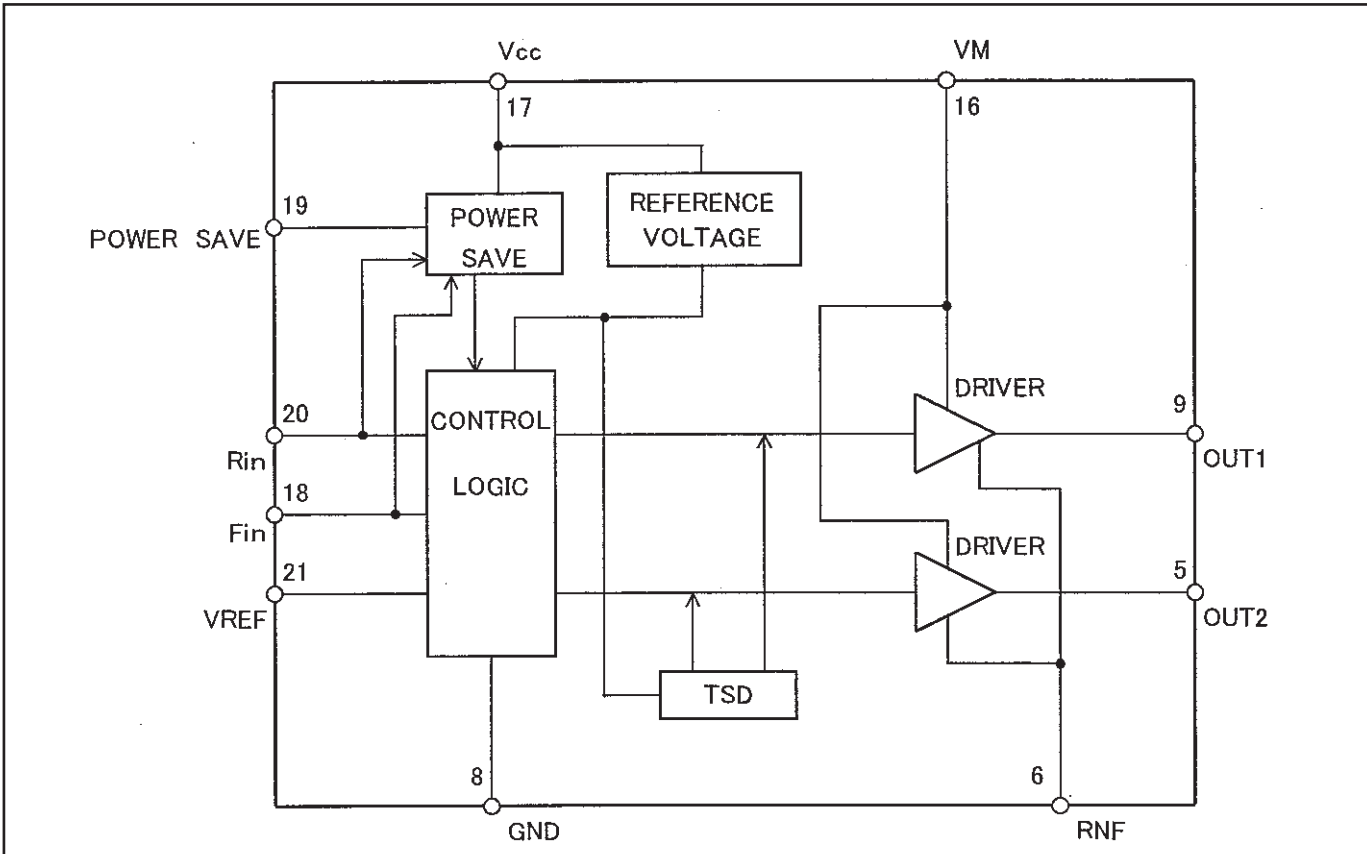 Vcc
VM
17
16
19
POWER SAVE
POWER
SAVE
REFERENCE
VOLTAGE
20
Rin
18
Fin
21
VREF
CONTROL
LOGIC
DRIVER
9
OUT1
DRIVER
5
OUT2
TSD
8
GND
6
RNF